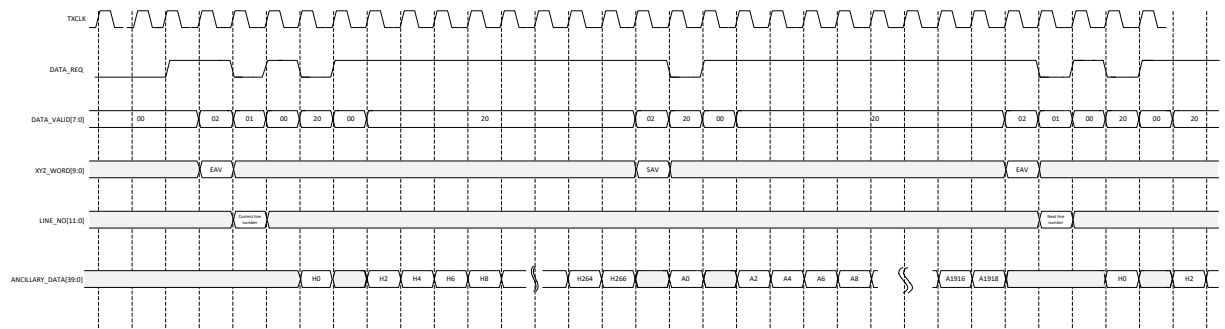 TXCLK
DATA_REQ
DATA_VALID[7:0] 00 02 01 00 20 00 20 02 20 00 20 02 01 00 20 00 20
XYZ_WORD[9:0] EAV SAV EAV
LINE_NO[11:0] Current line number Next line number
ANCILLARY_DATA[39:0] H0 H2 H4 H6 H8 H264 H266 A0 A2 A4 A6 A8 A1916 A1918 H0 H2